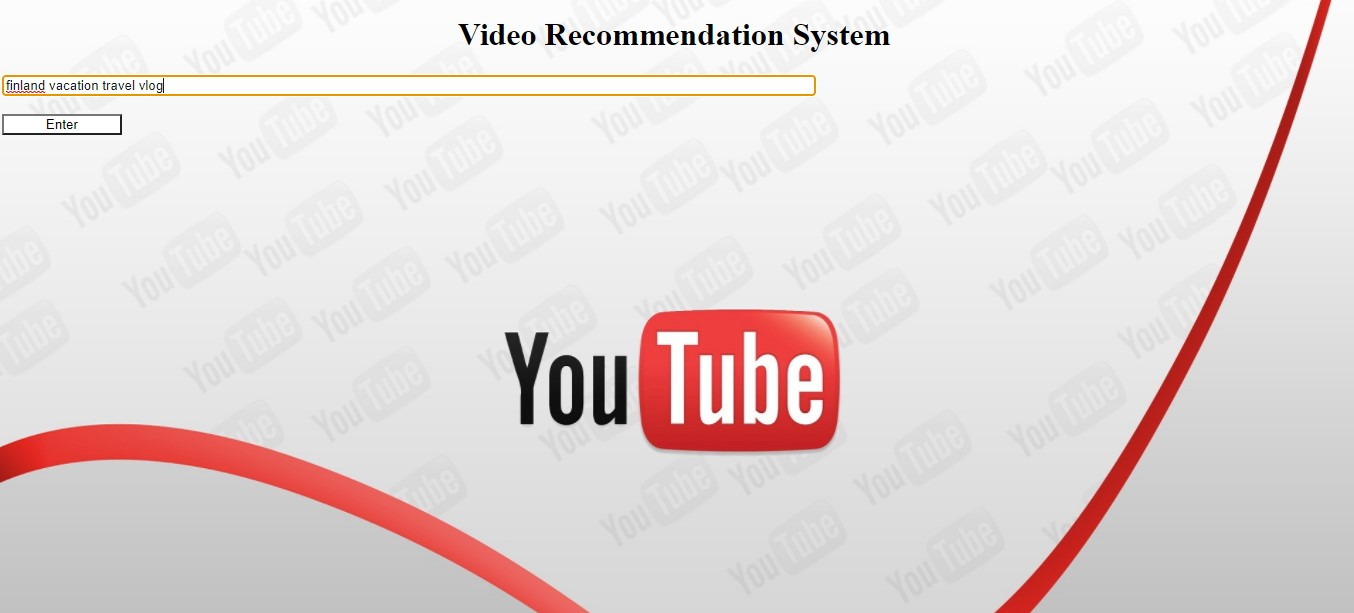 Video Recommendation System
finland vacation travel vlog
Enter
YouTube